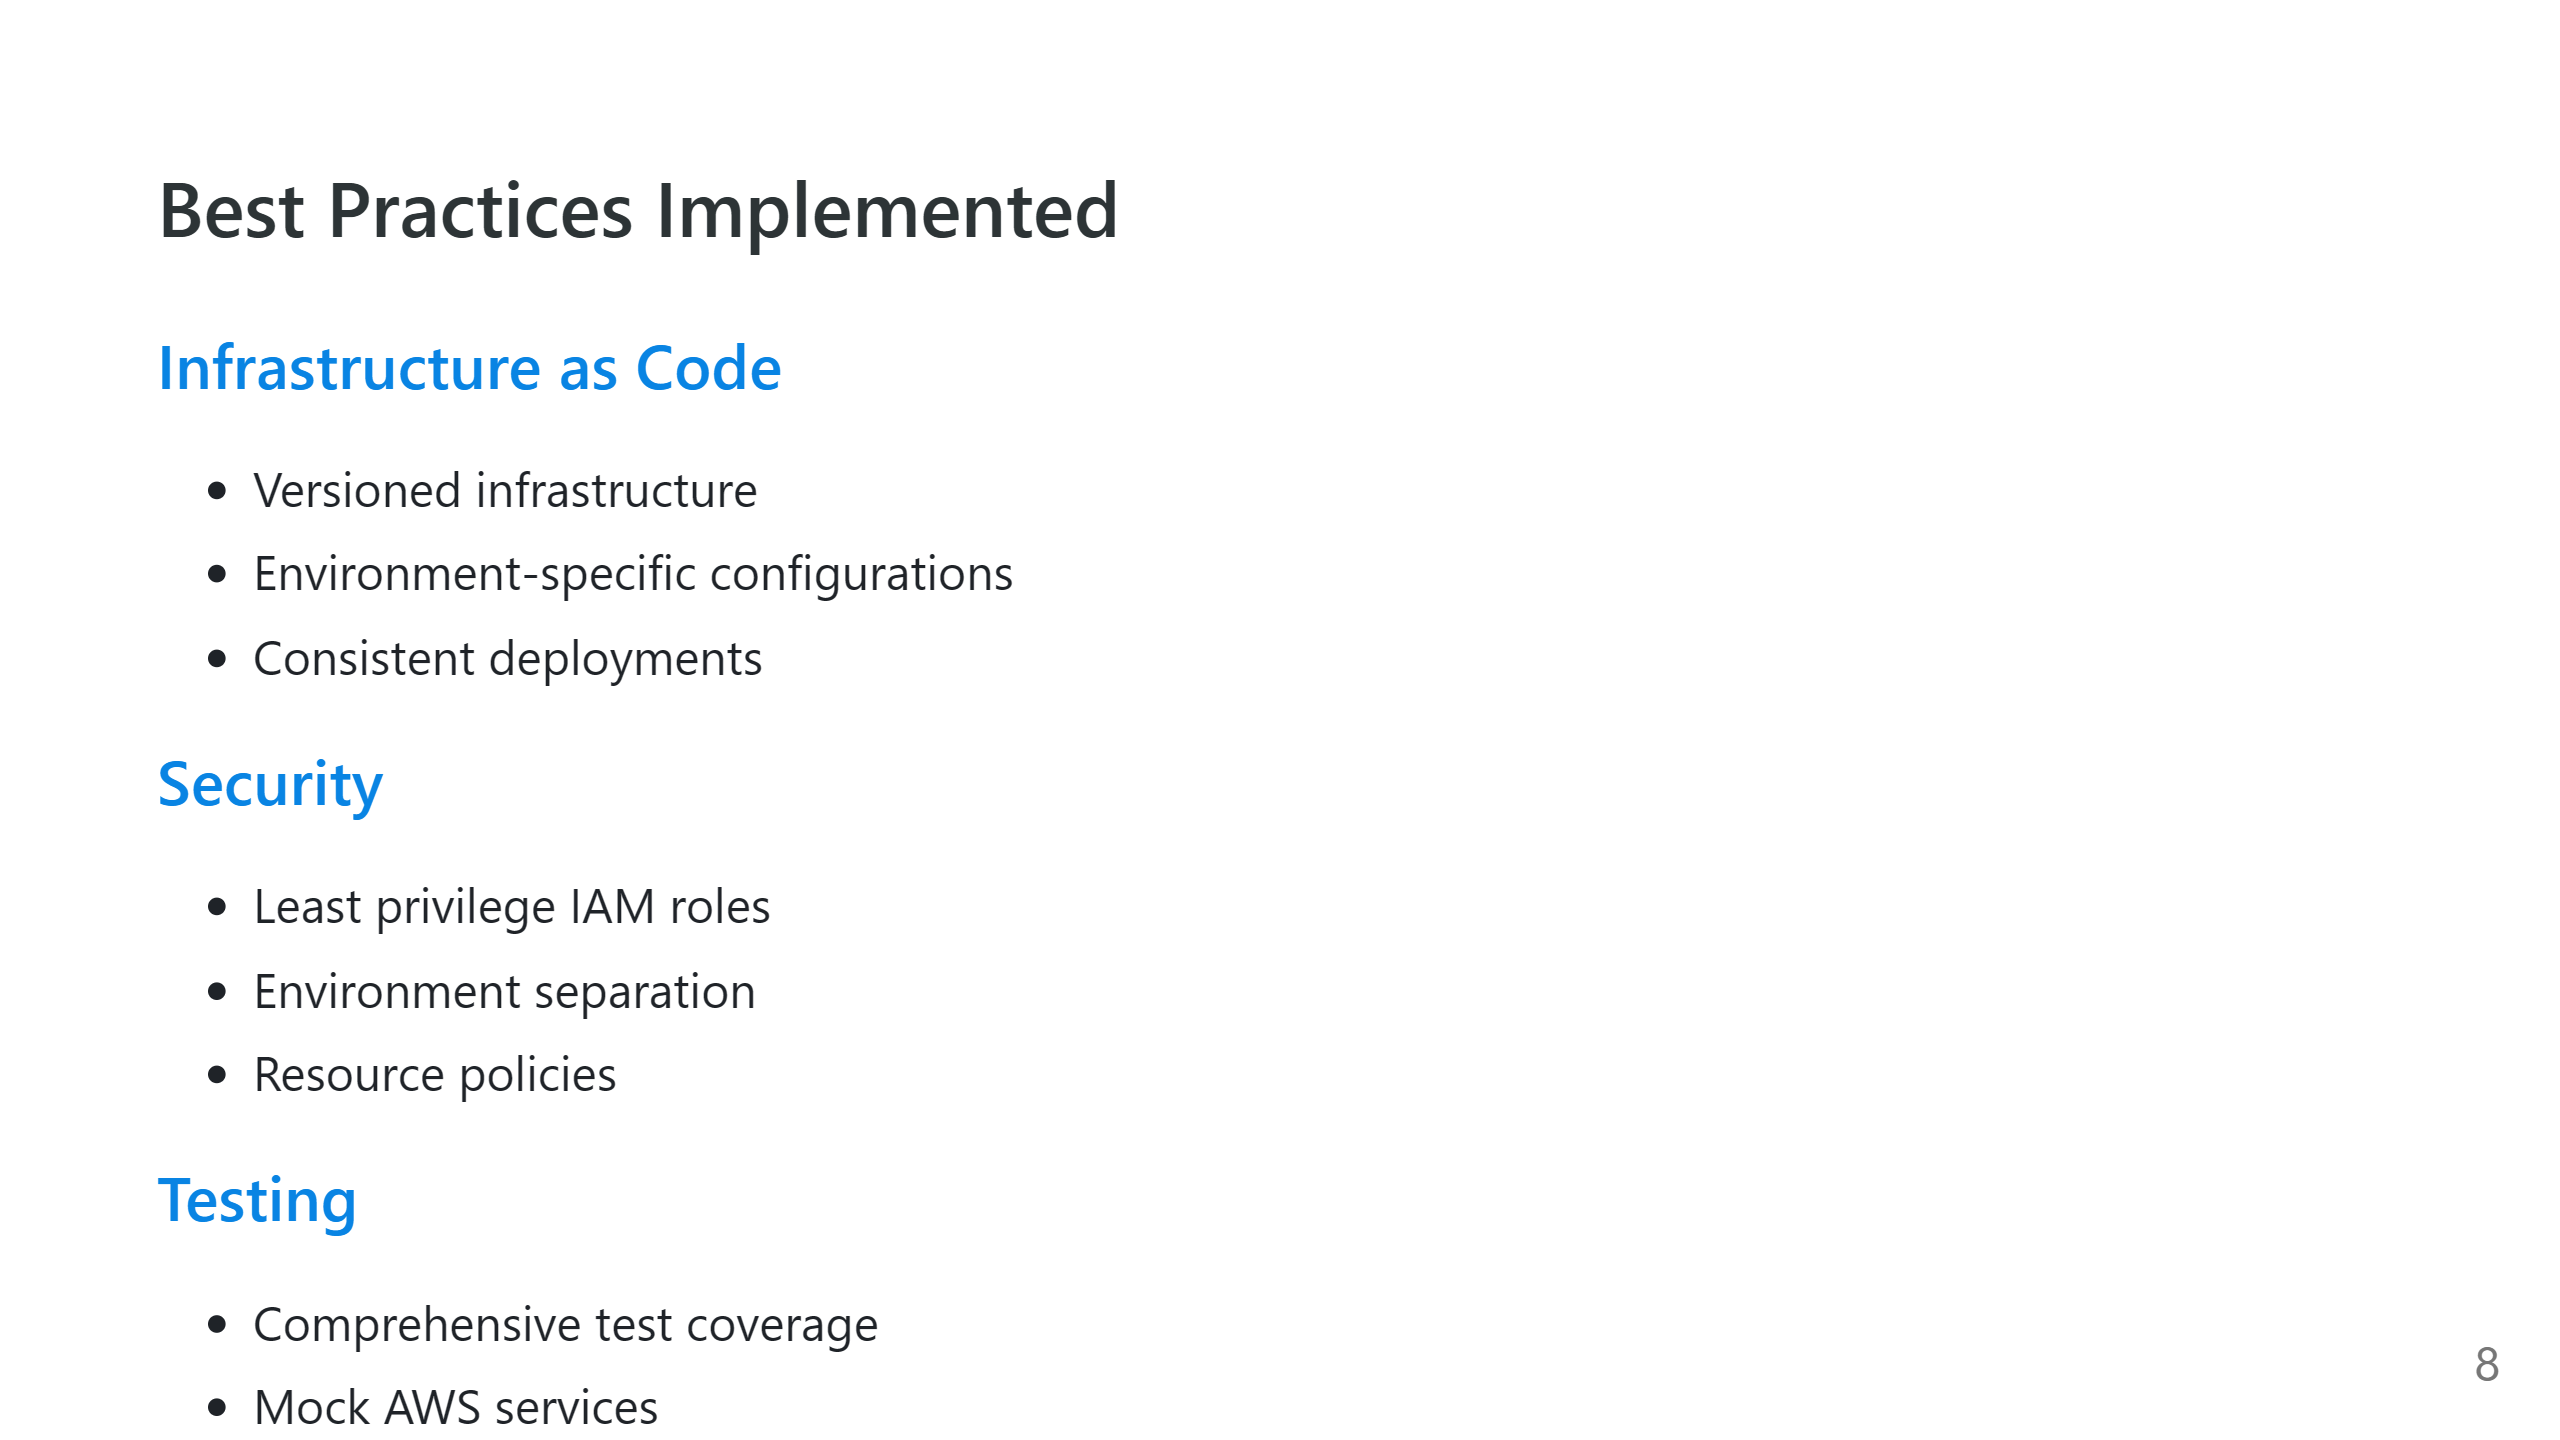 Best Practices Implemented
Infrastructure as Code
• Versioned infrastructure
• Environment-specific configurations
• Consistent deployments
Security
• Least privilege IAM roles
• Environment separation
• Resource policies
Testing
• Comprehensive test coverage
• Mock AWS services
8